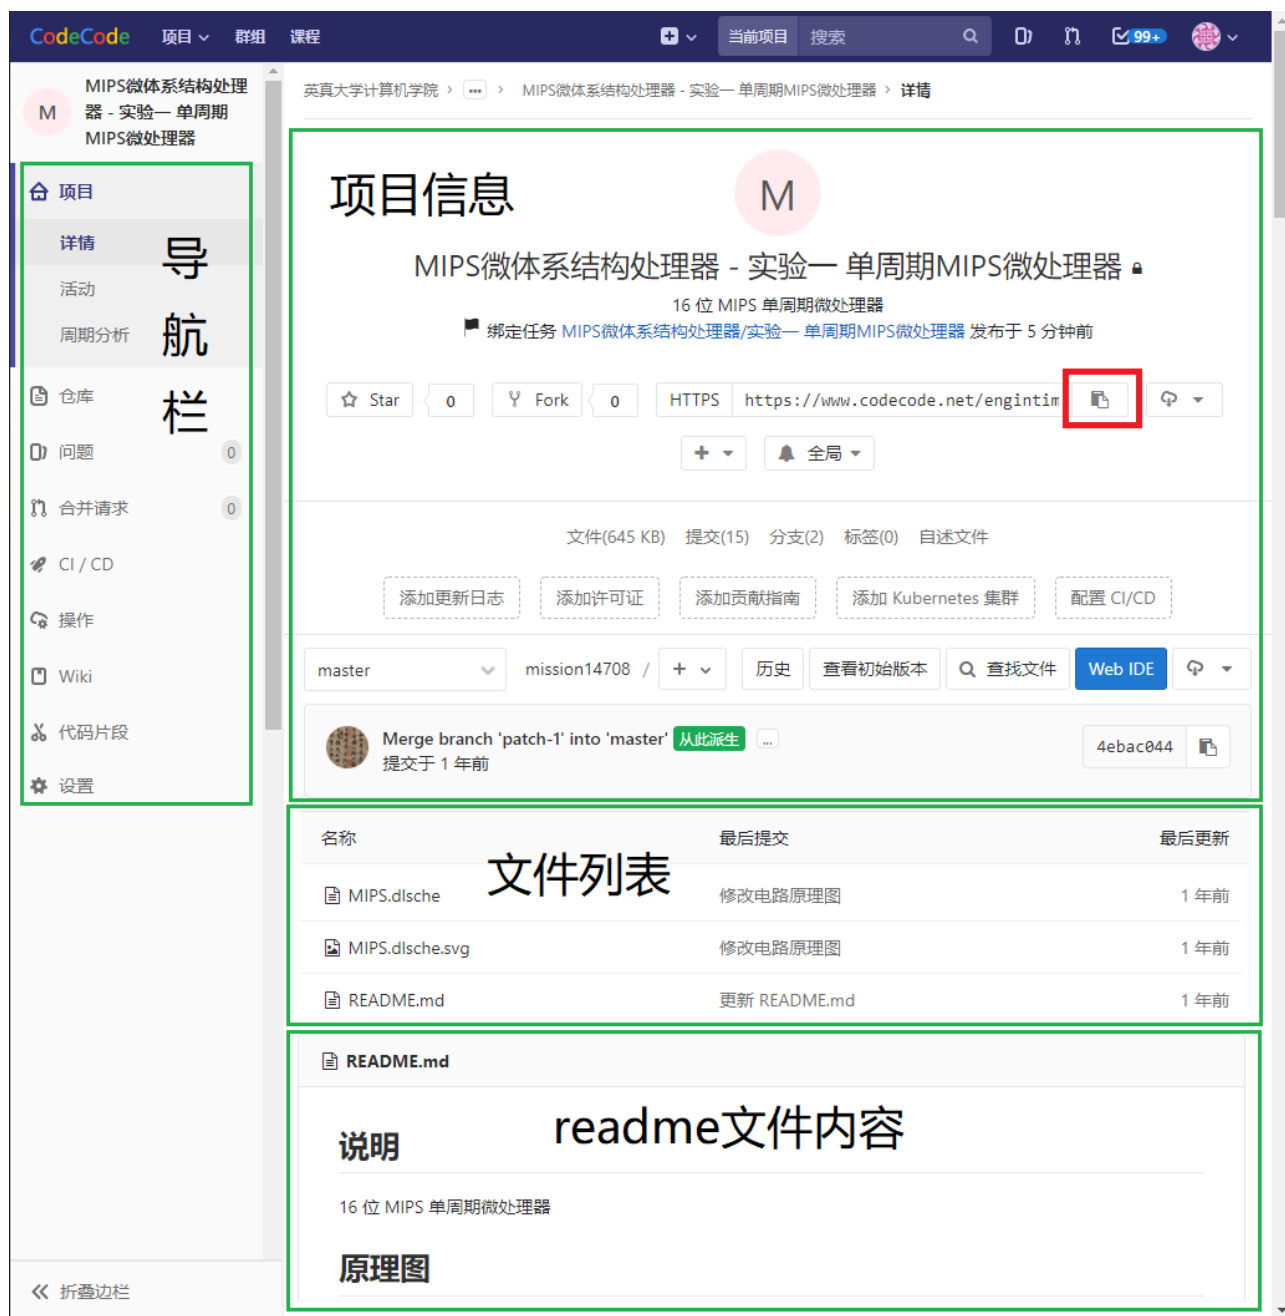 CodeCode 项目 群组 课程 当前项目 搜索 99+
MIPS微体系结构处理
器 - 实验一 单周期
MIPS微处理器
M
项目
详情
活动
周期分析
仓库
问题 0
合并请求 0
CI / CD
操作
Wiki
代码片段
设置
折叠边栏
导
航
栏
英真大学计算机学院 › ... › MIPS微体系结构处理器 - 实验一 单周期MIPS微处理器 › 详情
项目信息
M
MIPS微体系结构处理器 - 实验一 单周期MIPS微处理器
16 位 MIPS 单周期微处理器
绑定任务 MIPS微体系结构处理器/实验一 单周期MIPS微处理器 发布于 5 分钟前
Star 0 Fork 0 HTTPS https://www.codecode.net/engintim
+ 全局
文件(645 KB) 提交(15) 分支(2) 标签(0) 自述文件
添加更新日志 添加许可证 添加贡献指南 添加 Kubernetes 集群 配置 CI/CD
master mission14708 / + 历史 查看初始版本 查找文件 Web IDE
Merge branch 'patch-1' into 'master' 从此派生 ...
提交于 1 年前
4ebac044
名称 最后提交 最后更新
文件列表
MIPS.dlsche 修改电路原理图 1 年前
MIPS.dlsche.svg 修改电路原理图 1 年前
README.md 更新 README.md 1 年前
README.md
readme文件内容
说明
16 位 MIPS 单周期微处理器
原理图